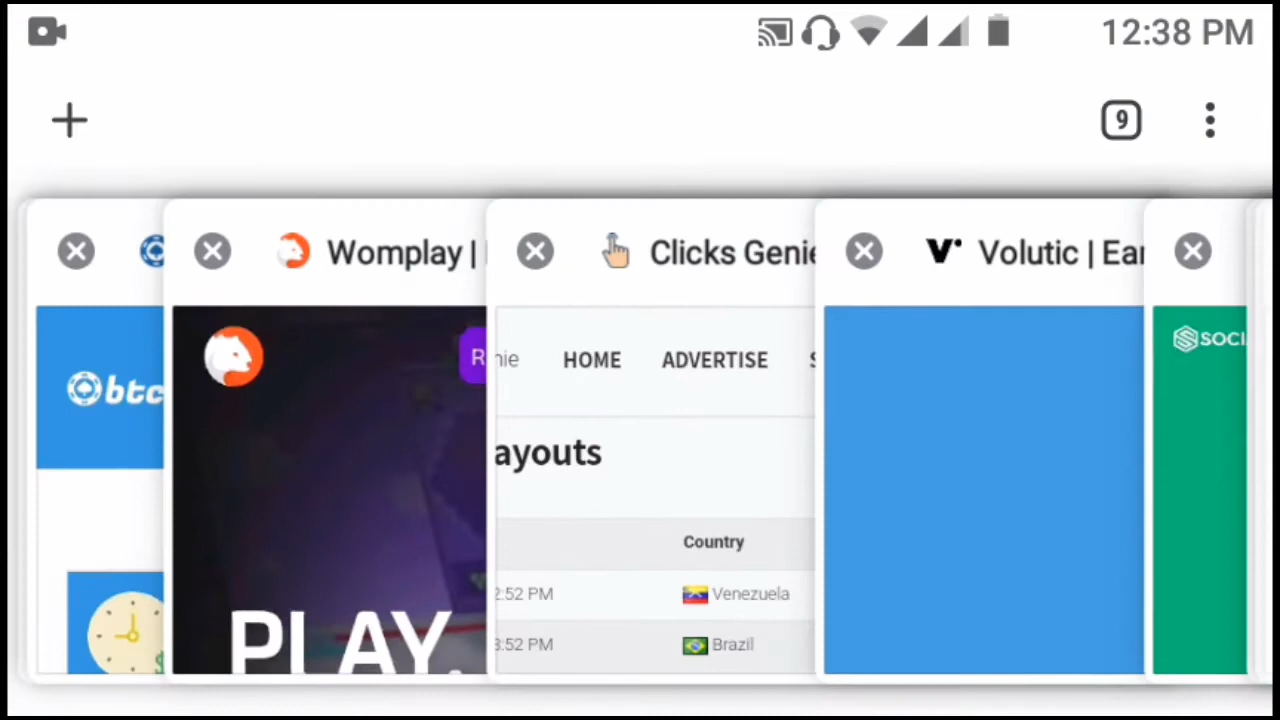 12:38 PM
9
Womplay |
Clicks Genie
Volutic | Ear
btc
HOME ADVERTISE
SOCI
ayouts
Country
2:52 PM Venezuela
3:52 PM Brazil
PLAY.